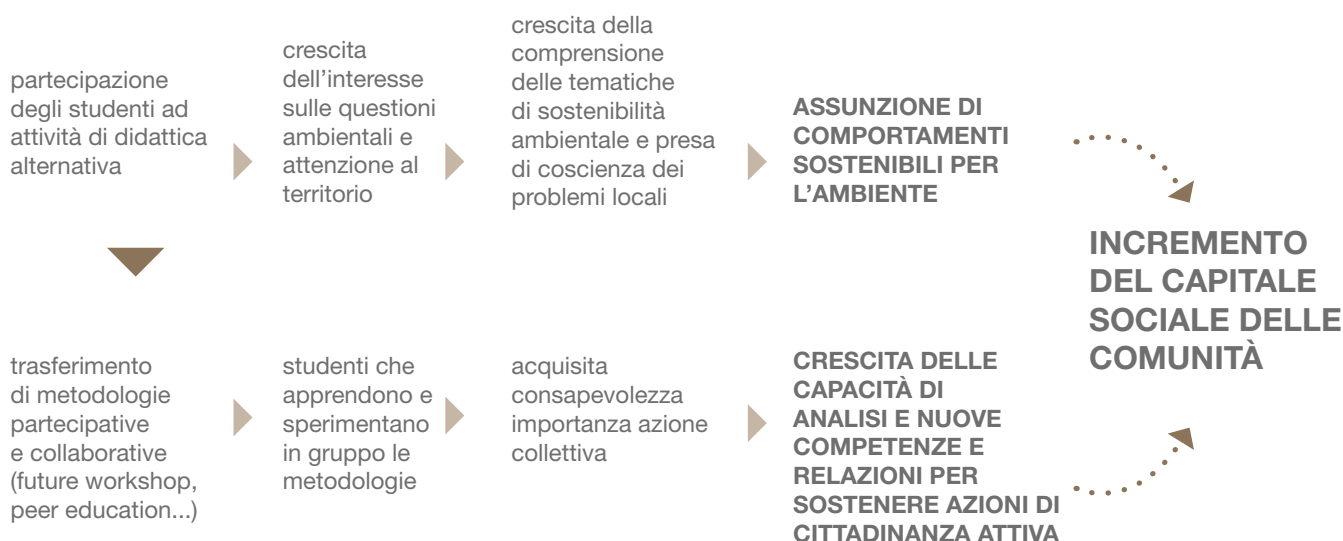 partecipazione
degli studenti ad
attività di didattica
alternativa
crescita
dell’interesse
sulle questioni
ambientali e
attenzione al
territorio
crescita della
comprensione
delle tematiche
di sostenibilità
ambientale e presa
di coscienza dei
problemi locali
ASSUNZIONE DI
COMPORTAMENTI
SOSTENIBILI PER
L’AMBIENTE
trasferimento
di metodologie
partecipative
e collaborative
(future workshop,
peer education...)
studenti che
apprendono e
sperimentano
in gruppo le
metodologie
acquisita
consapevolezza
importanza azione
collettiva
CRESCITA DELLE
CAPACITÀ DI
ANALISI E NUOVE
COMPETENZE E
RELAZIONI PER
SOSTENERE AZIONI DI
CITTADINANZA ATTIVA
INCREMENTO
DEL CAPITALE
SOCIALE DELLE
COMUNITÀ